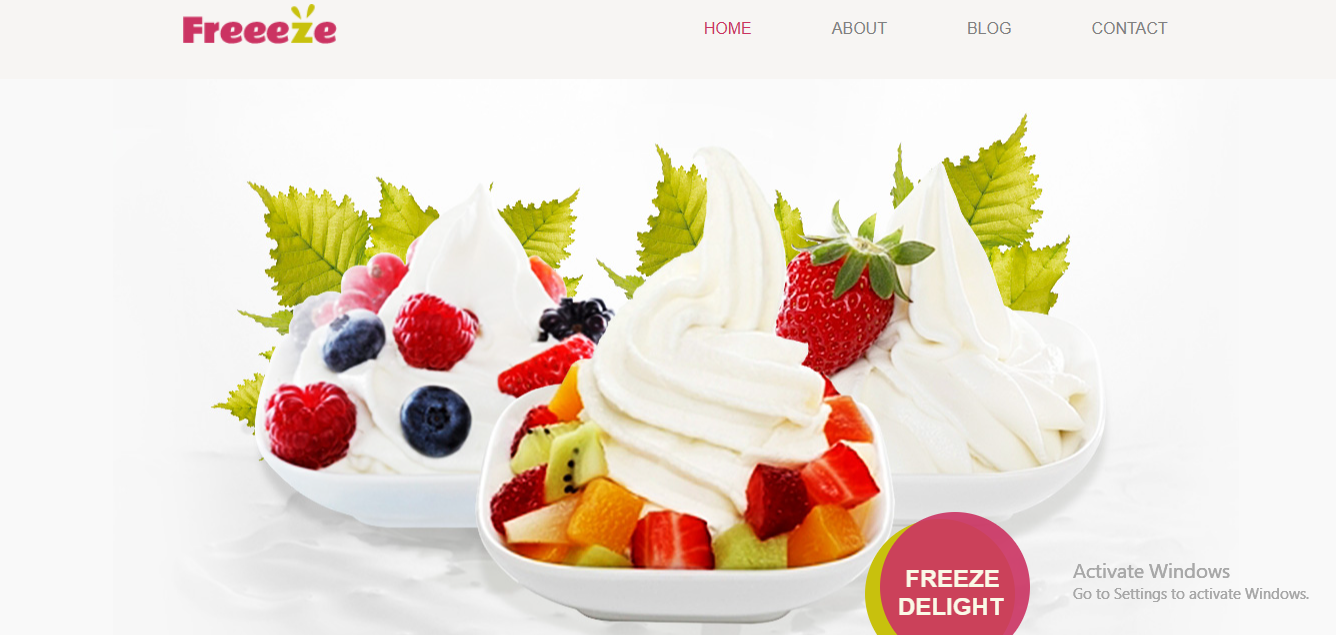 Freeeze
HOME
ABOUT
BLOG
CONTACT
FREEZE
DELIGHT
Activate Windows
Go to Settings to activate Windows.